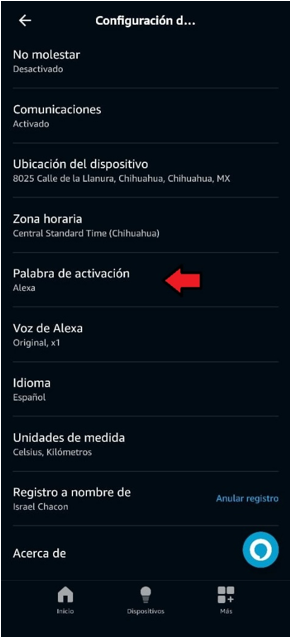 Configuración d...
No molestar
Desactivado
Comunicaciones
Activado
Ubicación del dispositivo
8025 Calle de la Llanura, Chihuahua, Chihuahua, MX
Zona horaria
Central Standard Time (Chihuahua)
Palabra de activación
Alexa
Voz de Alexa
Original, x1
Idioma
Español
Unidades de medida
Celsius, Kilómetros
Registro a nombre de
Israel Chacon
Anular registro
Acerca de
Inicio
Dispositivos
Más